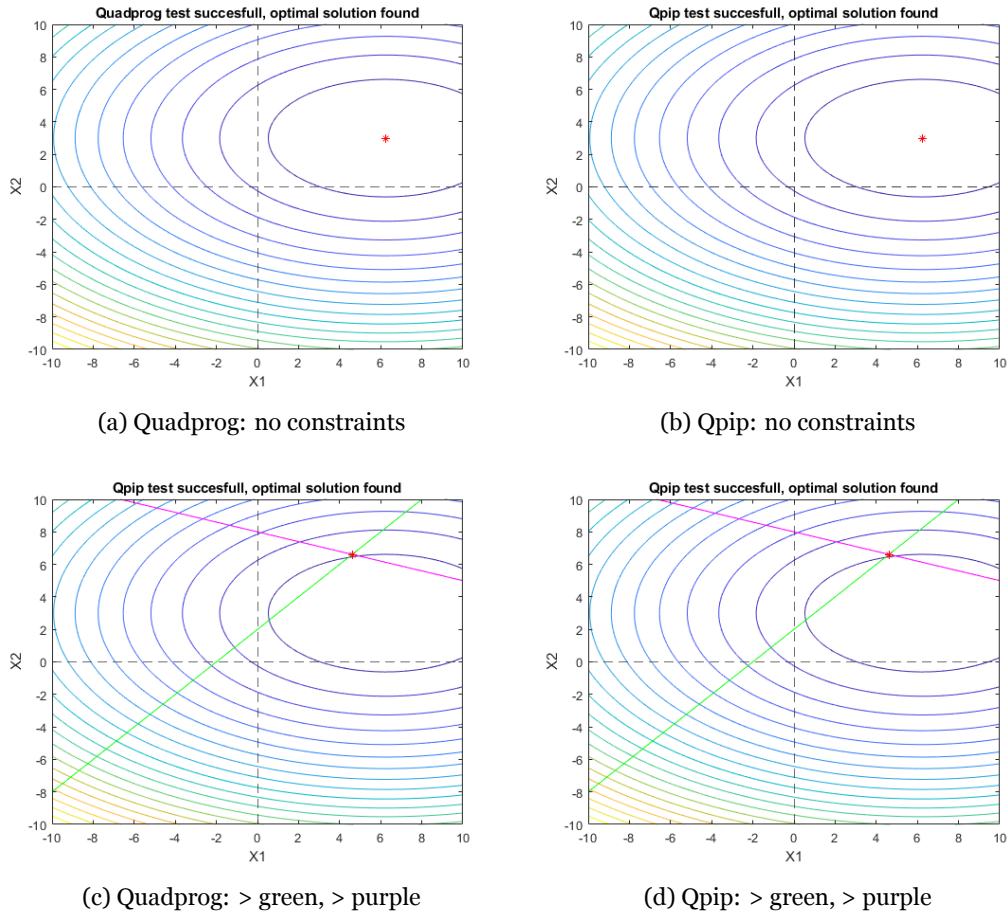 Quadprog test succesfull, optimal solution found
10
8
6
4
2
0
-2
-4
-6
-8
-10
X2
-10 -8 -6 -4 -2 0 2 4 6 8 10
X1
(a) Quadprog: no constraints
Qpip test succesfull, optimal solution found
10
8
6
4
2
0
-2
-4
-6
-8
-10
X2
-10 -8 -6 -4 -2 0 2 4 6 8 10
X1
(b) Qpip: no constraints
Qpip test succesfull, optimal solution found
10
8
6
4
2
0
-2
-4
-6
-8
-10
X2
-10 -8 -6 -4 -2 0 2 4 6 8 10
X1
(c) Quadprog: > green, > purple
Qpip test succesfull, optimal solution found
10
8
6
4
2
0
-2
-4
-6
-8
-10
X2
-10 -8 -6 -4 -2 0 2 4 6 8 10
X1
(d) Qpip: > green, > purple